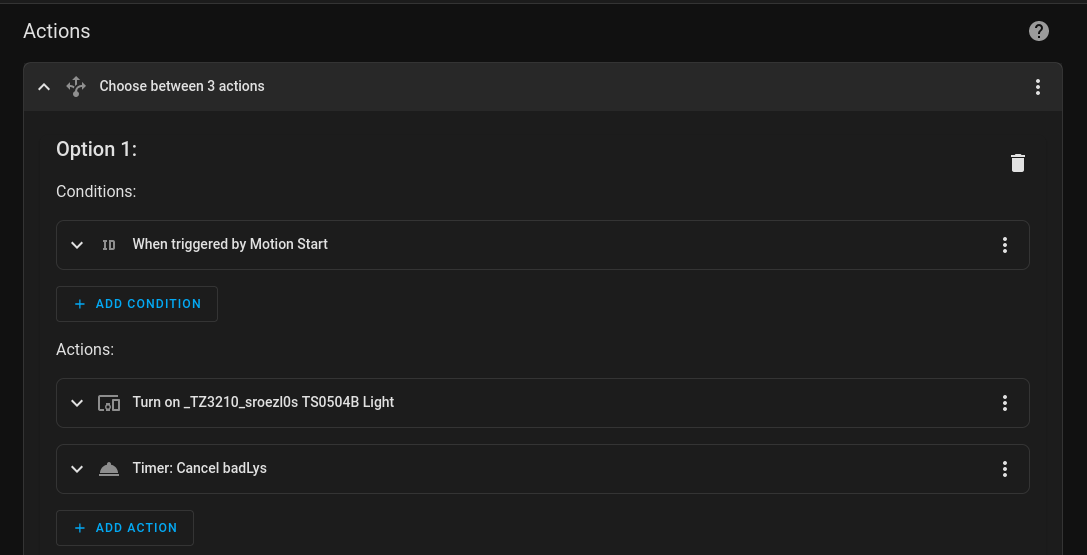 Actions
Choose between 3 actions
Option 1:
Conditions:
ID When triggered by Motion Start
+ ADD CONDITION
Actions:
Turn on _TZ3210_sroezl0s TS0504B Light
Timer: Cancel badLys
+ ADD ACTION